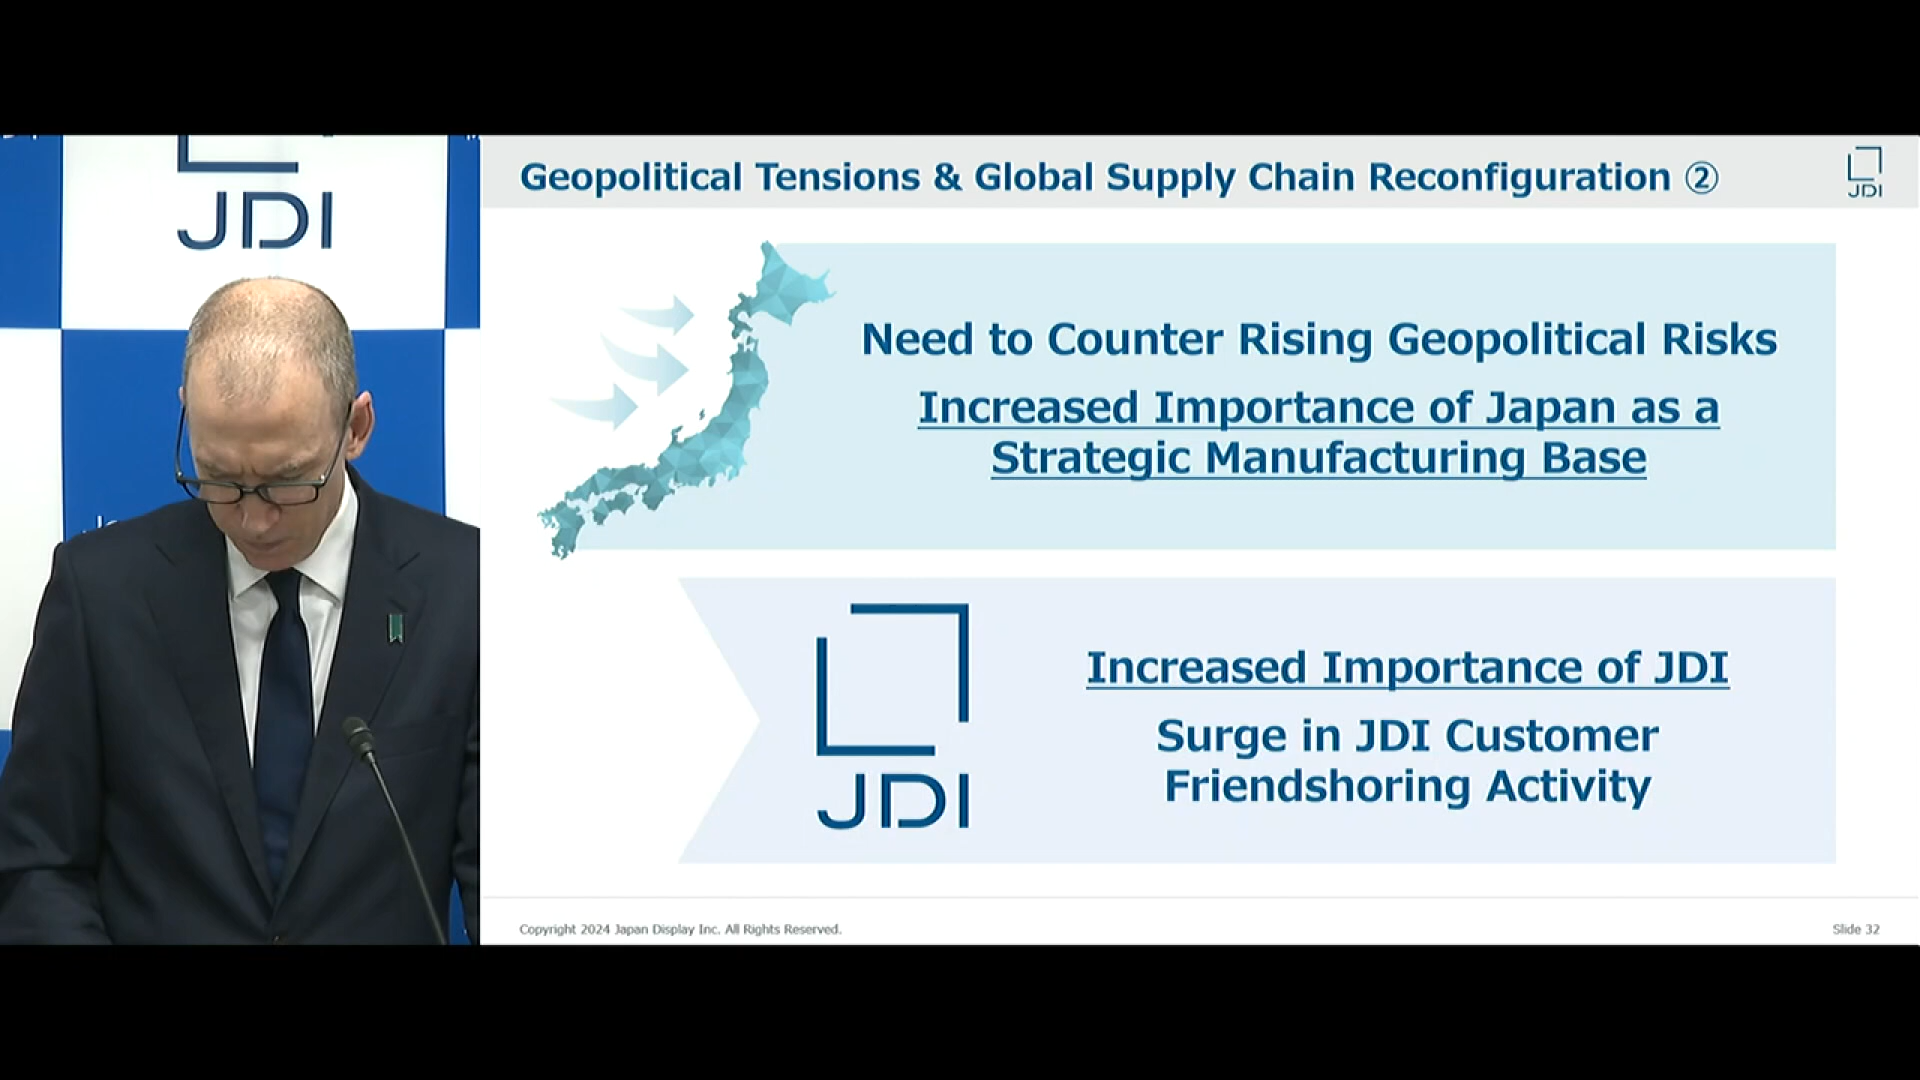 JDI
Geopolitical Tensions & Global Supply Chain Reconfiguration ②
JDI
Need to Counter Rising Geopolitical Risks
Increased Importance of Japan as a
Strategic Manufacturing Base
JDI
Increased Importance of JDI
Surge in JDI Customer
Friendshoring Activity
Copyright 2024 Japan Display Inc. All Rights Reserved.
Slide 32